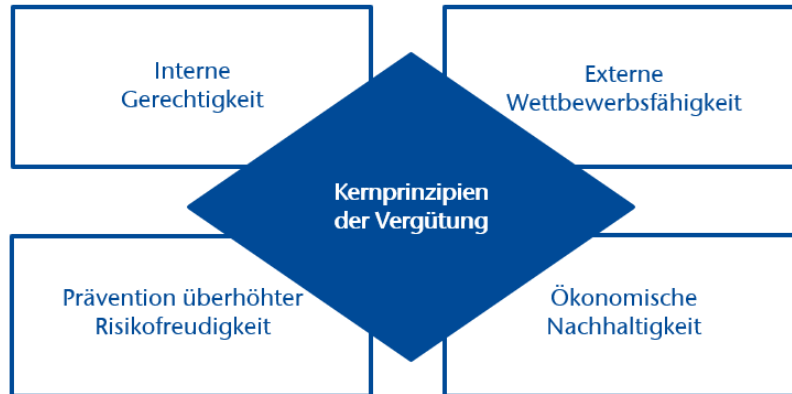 Interne
Gerechtigkeit
Externe
Wettbewerbsfähigkeit
Kernprinzipien
der Vergütung
Prävention überhöhter
Risikofreudigkeit
Ökonomische
Nachhaltigkeit